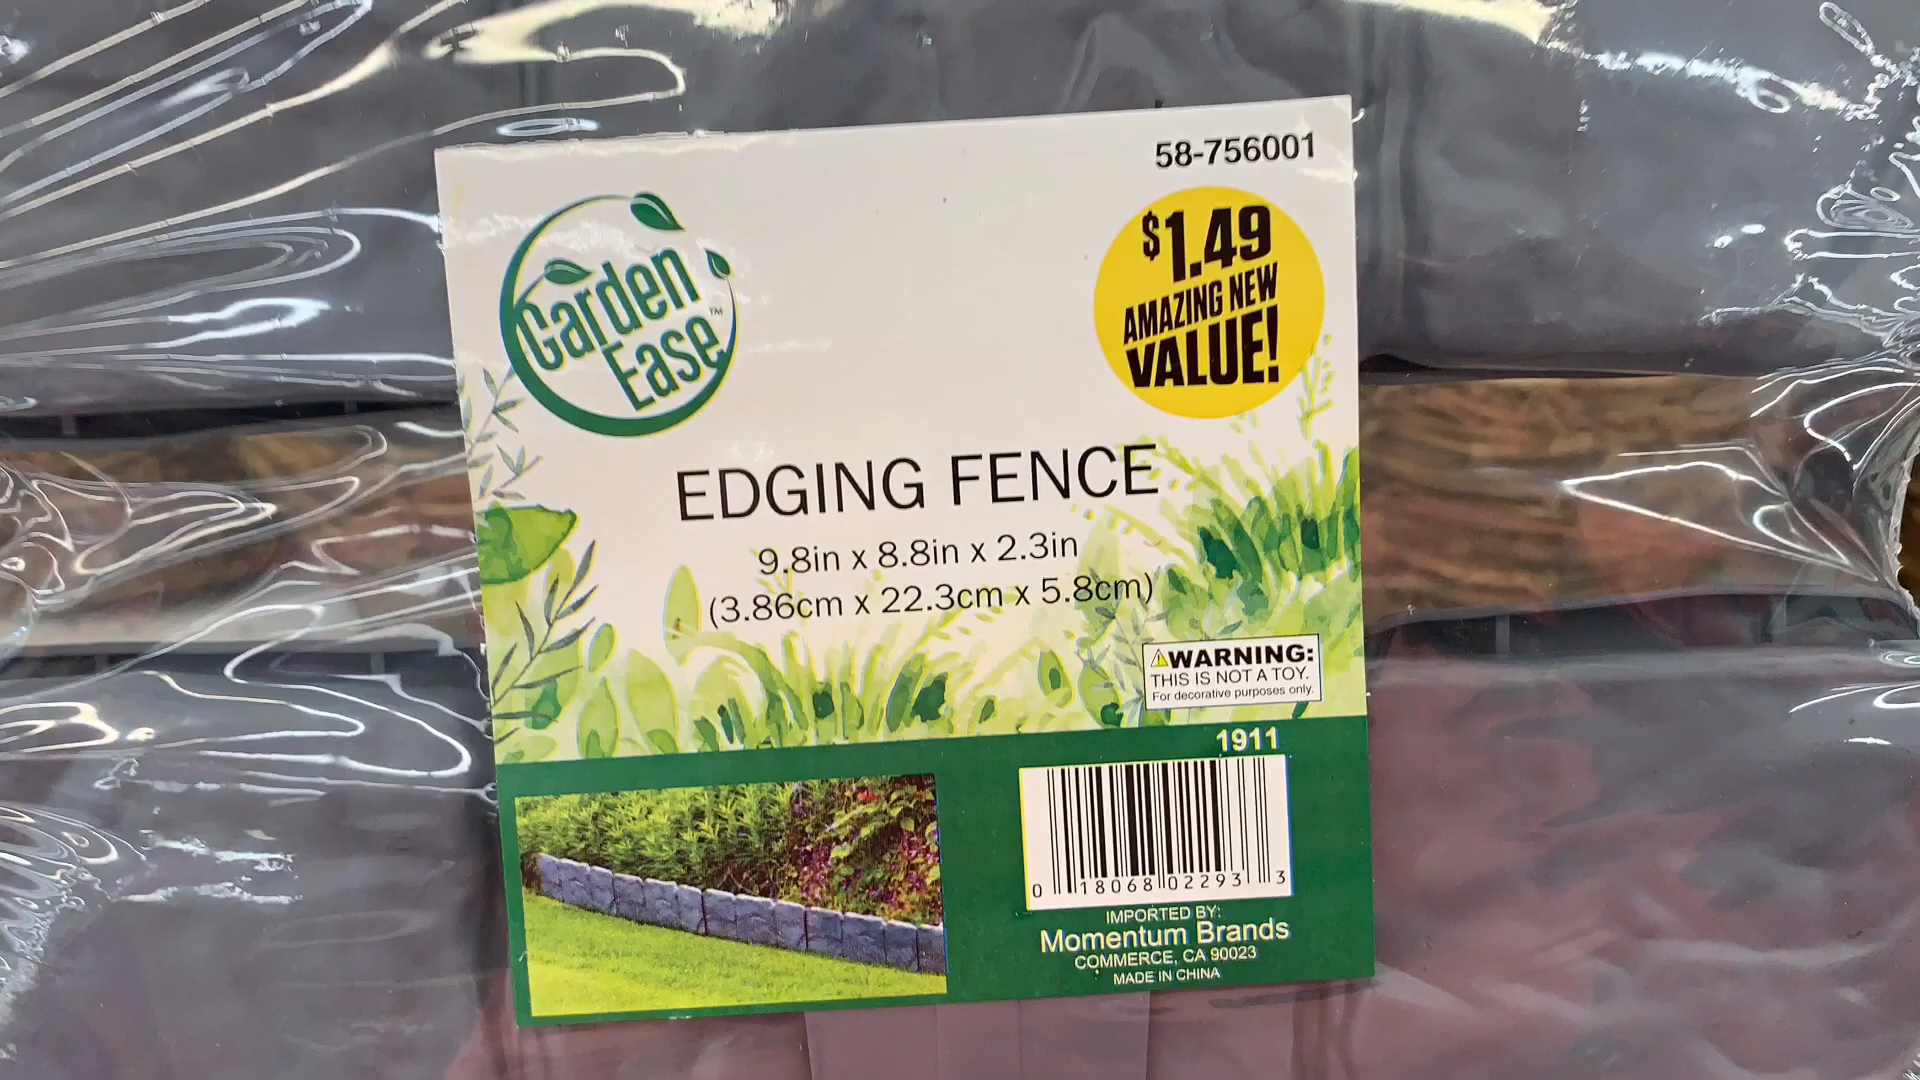 58-756001
Garden
Ease™
$1.49
AMAZING NEW
VALUE!
EDGING FENCE
9.8in x 8.8in x 2.3in
(3.86cm x 22.3cm x 5.8cm)
⚠WARNING:
THIS IS NOT A TOY.
For decorative purposes only.
1911
0 18068 02293 3
IMPORTED BY:
Momentum Brands
COMMERCE, CA 90023
MADE IN CHINA